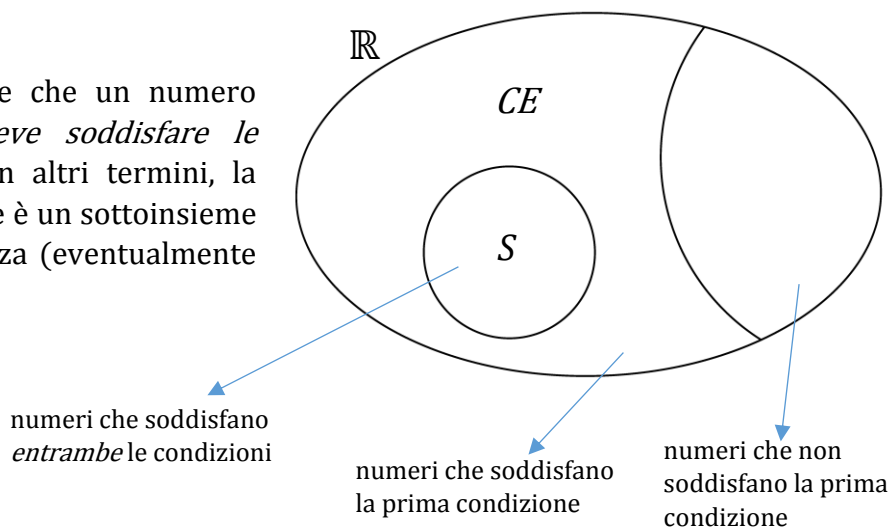 e che un numero
eve soddisfare le
n altri termini, la
e è un sottoinsieme
za (eventualmente
ℝ
CE
S
numeri che soddisfano
entrambe le condizioni
numeri che soddisfano
la prima condizione
numeri che non
soddisfano la prima
condizione